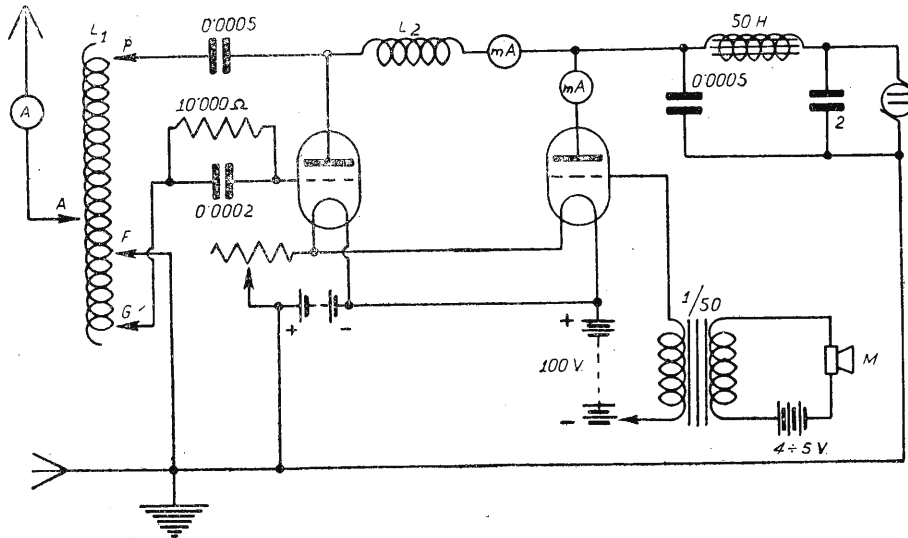 0.0005
L2
50 H
L1
P
mA
A
10.000 Ω
mA
0.0005
2
0.0002
A
F
G'
1/50
+
-
+
100 V.
M
-
4÷5 V.